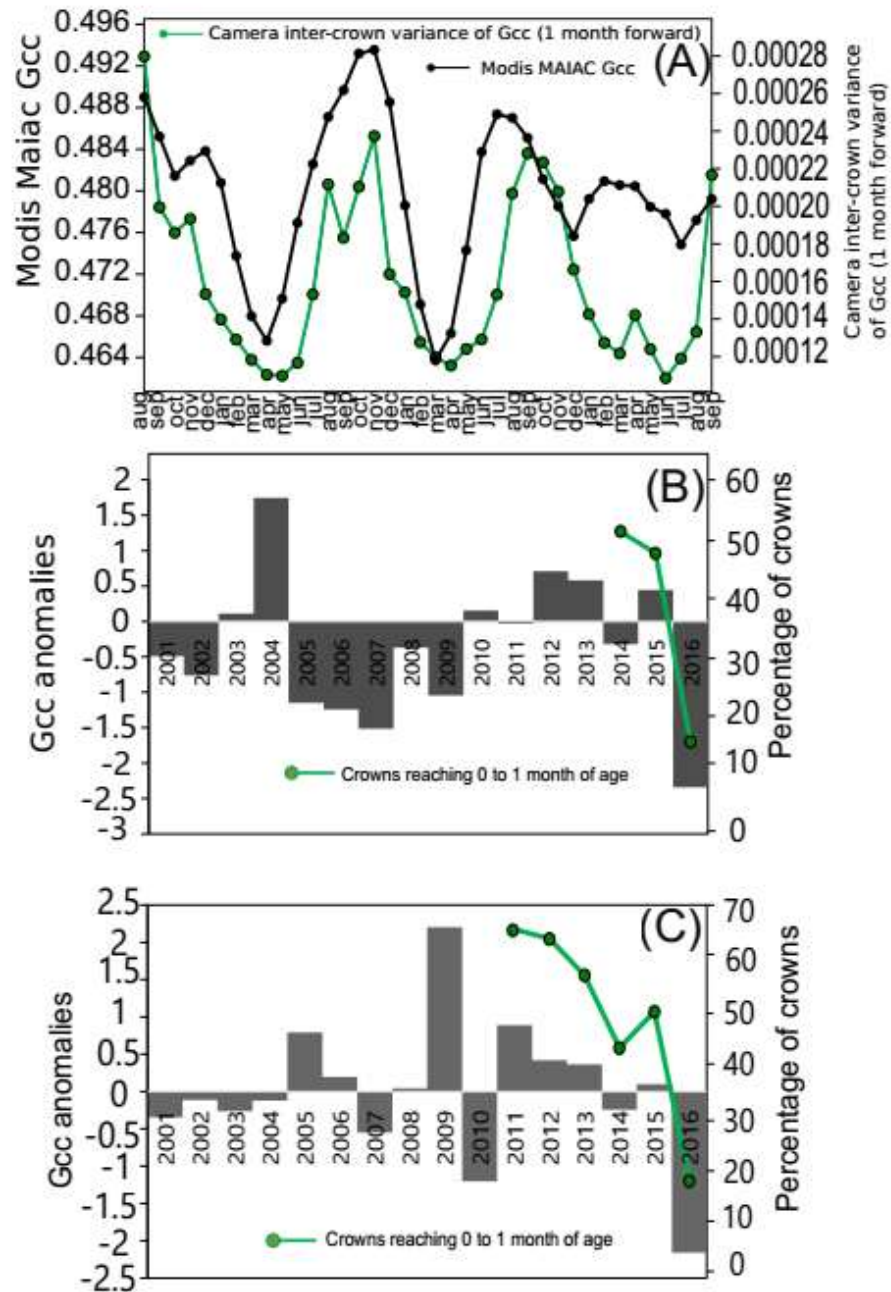 Camera inter-crown variance of Gcc (1 month forward)
Modis MAIAC Gcc
(A)
Modis Maiac Gcc
0.496
0.492
0.488
0.484
0.480
0.476
0.472
0.468
0.464
0.00028
0.00026
0.00024
0.00022
0.00020
0.00018
0.00016
0.00014
0.00012
Camera inter-crown variance
of Gcc (1 month forward)
aug
sep
oct
nov
dec
jan
feb
mar
apr
may
jun
jul
aug
sep
oct
nov
dec
jan
feb
mar
apr
may
jun
jul
aug
sep
oct
nov
dec
jan
feb
mar
apr
may
jun
jul
aug
sep
(B)
Gcc anomalies
2
1.5
1
0.5
0
-0.5
-1
-1.5
-2
-2.5
-3
2001
2002
2003
2004
2005
2006
2007
2008
2009
2010
2011
2012
2013
2014
2015
2016
60
50
40
30
20
10
0
Percentage of crowns
Crowns reaching 0 to 1 month of age
(C)
Gcc anomalies
2.5
2
1.5
1
0.5
0
-0.5
-1
-1.5
-2
-2.5
2001
2002
2003
2004
2005
2006
2007
2008
2009
2010
2011
2012
2013
2014
2015
2016
70
60
50
40
30
20
10
0
Percentage of crowns
Crowns reaching 0 to 1 month of age